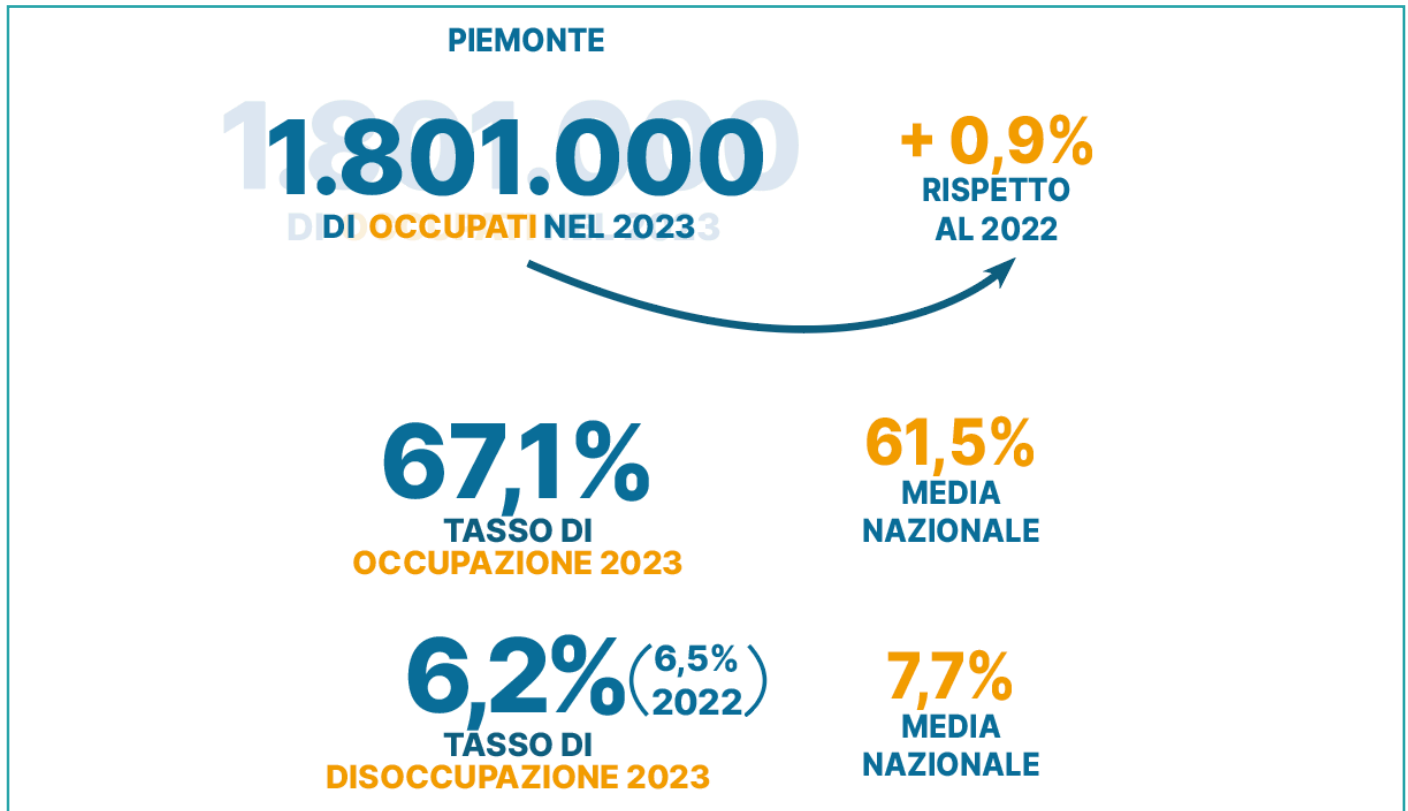 PIEMONTE
1.801.000
DI OCCUPATI NEL 2023
+ 0,9%
RISPETTO
AL 2022
67,1%
TASSO DI
OCCUPAZIONE 2023
61,5%
MEDIA
NAZIONALE
6,2% (6,5%
2022)
TASSO DI
DISOCCUPAZIONE 2023
7,7%
MEDIA
NAZIONALE